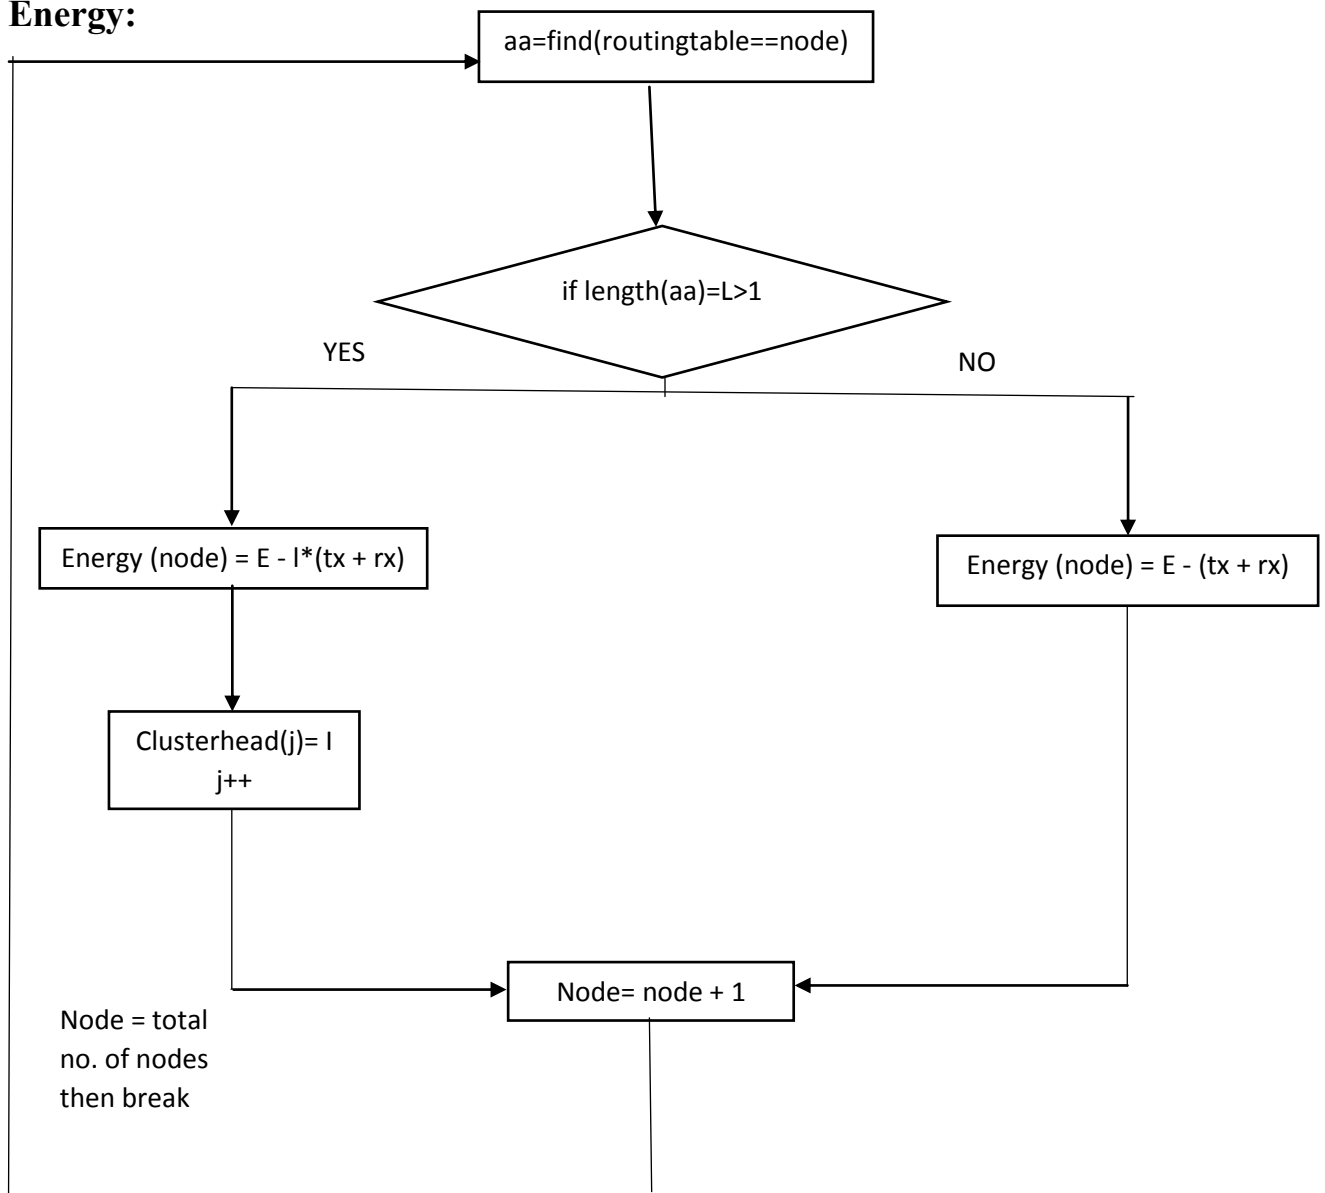 Energy:
aa=find(routingtable==node)
if length(aa)=L>1
YES
NO
Energy (node) = E - l*(tx + rx)
Energy (node) = E - (tx + rx)
Clusterhead(j)= I
j++
Node= node + 1
Node = total
no. of nodes
then break